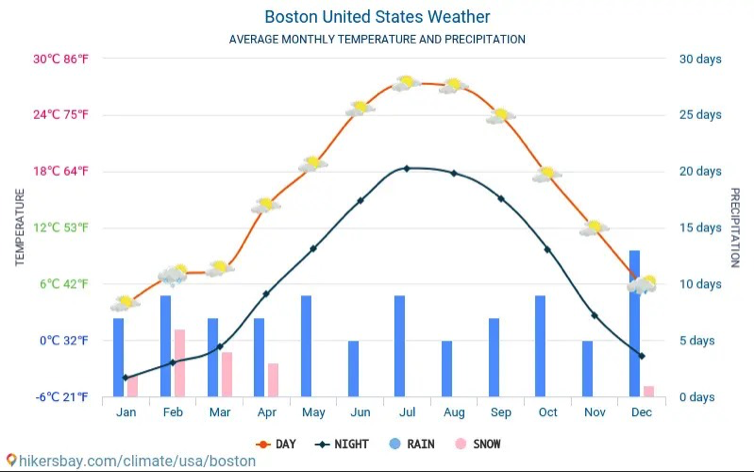 Boston United States Weather
AVERAGE MONTHLY TEMPERATURE AND PRECIPITATION
30°C 86°F 30 days
24°C 75°F 25 days
18°C 64°F 20 days
TEMPERATURE
PRECIPITATION
12°C 53°F 15 days
6°C 42°F 10 days
0°C 32°F 5 days
-6°C 21°F 0 days
Jan Feb Mar Apr May Jun Jul Aug Sep Oct Nov Dec
DAY NIGHT RAIN SNOW
hikersbay.com/climate/usa/boston